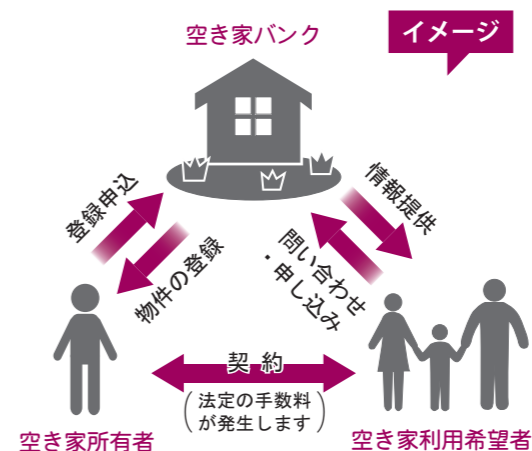 空き家バンク
イメージ
登録申込
物件の登録
情報提供
問い合わせ
・申し込み
契 約
(法定の手数料
が発生します)
空き家所有者
空き家利用希望者